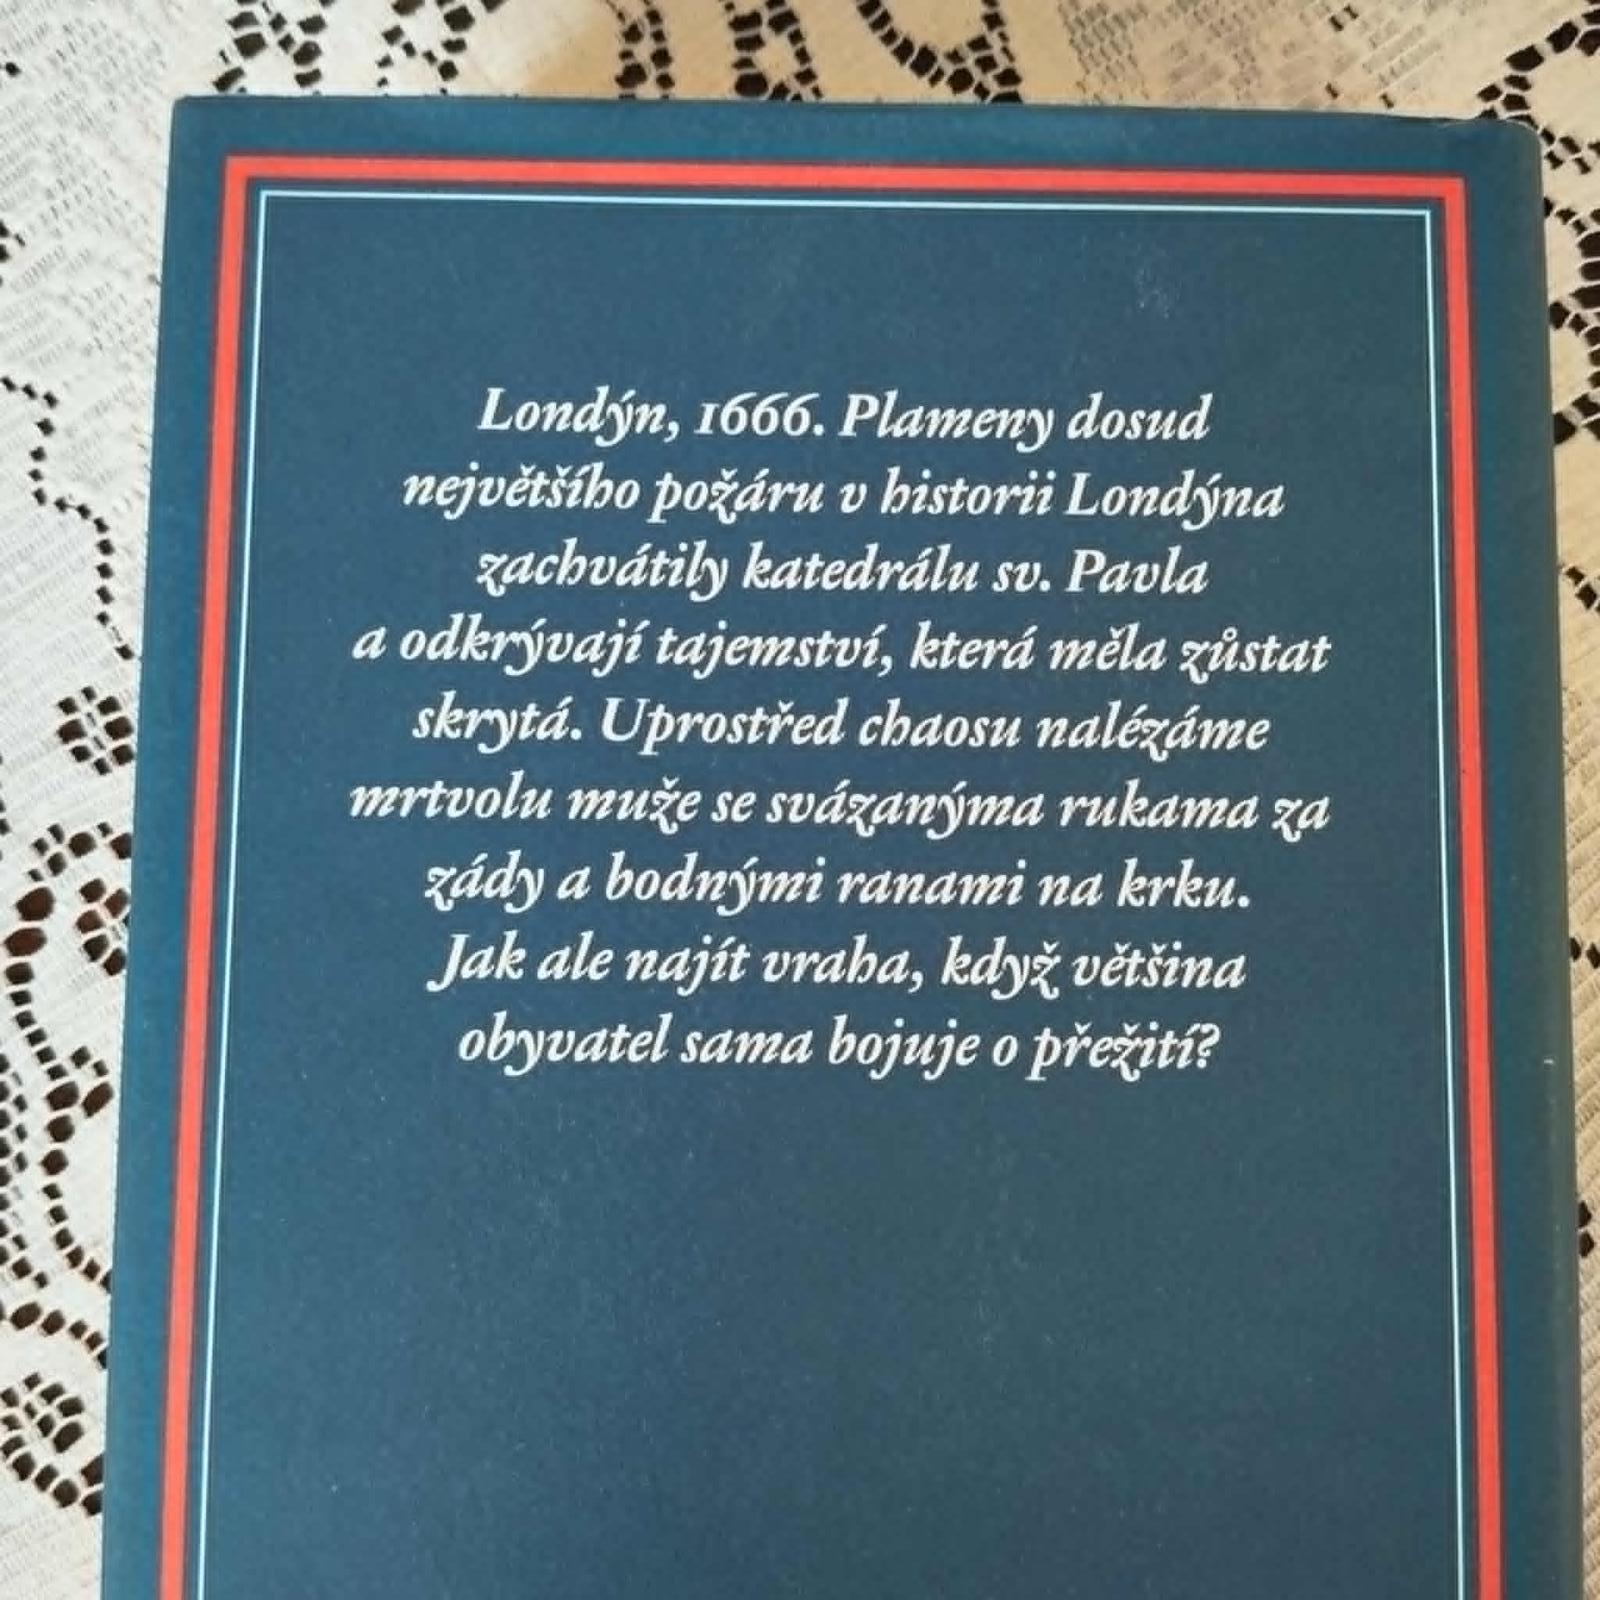 Londýn, 1666. Plameny dosud
největšího požáru v historii Londýna
zachvátily katedrálu sv. Pavla
a odkrývají tajemství, která měla zůstat
skrytá. Uprostřed chaosu nalézáme
mrtvolu muže se svázanýma rukama za
zády a bodnými ranami na krku.
Jak ale najít vraha, když většina
obyvatel sama bojuje o přežití?